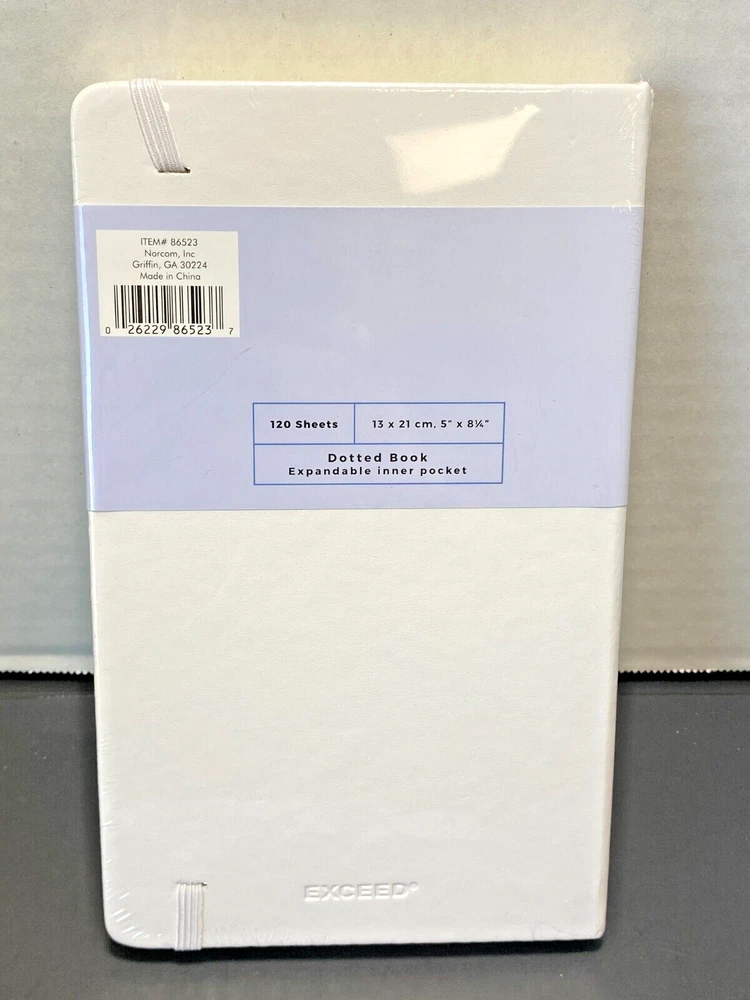 ITEM# 86523
Norcom, Inc
Griffin, GA 30224
Made in China
0 26229 86523 7
120 Sheets
13 x 21 cm, 5" x 8¼"
Dotted Book
Expandable inner pocket
EXCEED®